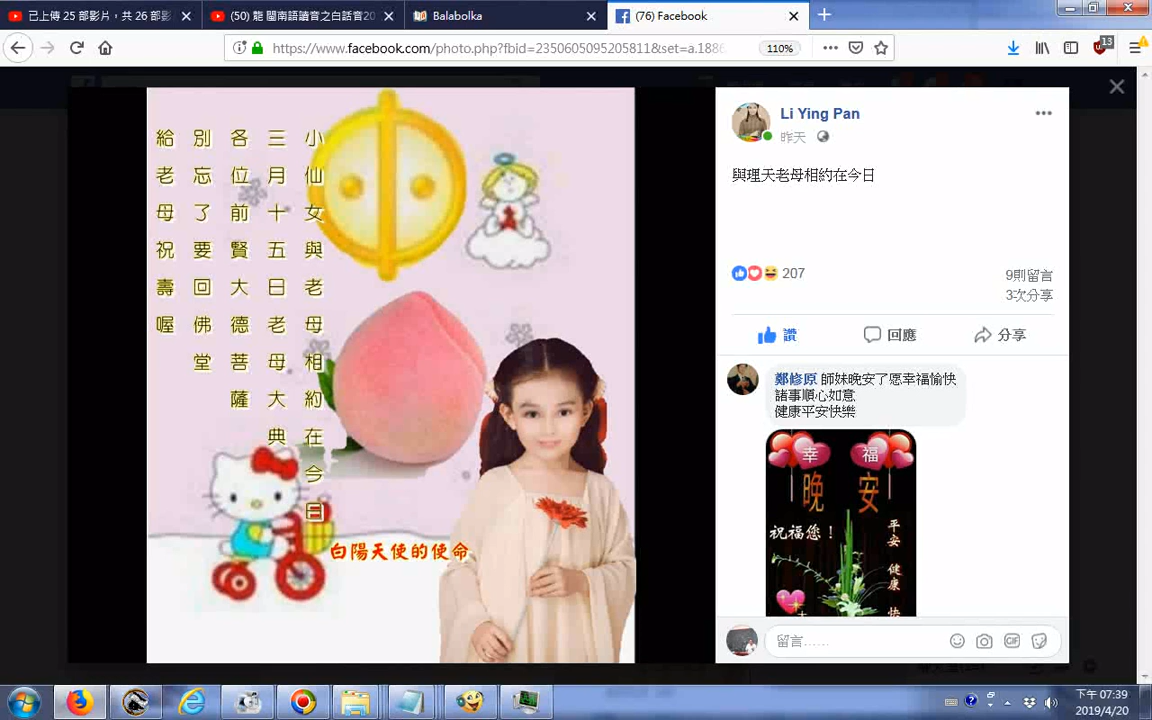 已上傳 25 部影片，共 26 部影
(50) 龍 閩南語讀音之白話音20
Balabolka
(76) Facebook
https://www.facebook.com/photo.php?fbid=2350605095205811&set=a.1886
110%
13
小仙女與老母相約在今日
三月十五日老母大典
各位前賢大德菩薩
別忘了要回佛堂
給老母祝壽喔
白陽天使的使命
Li Ying Pan
昨天
與理天老母相約在今日
207
9則留言
3次分享
讚
回應
分享
鄭修原 師妹晚安了愿幸福愉快
諸事順心如意
健康平安快樂
幸福
晚安
祝福您！
平安
健康
留言......
GIF
下午 07:39
2019/4/20